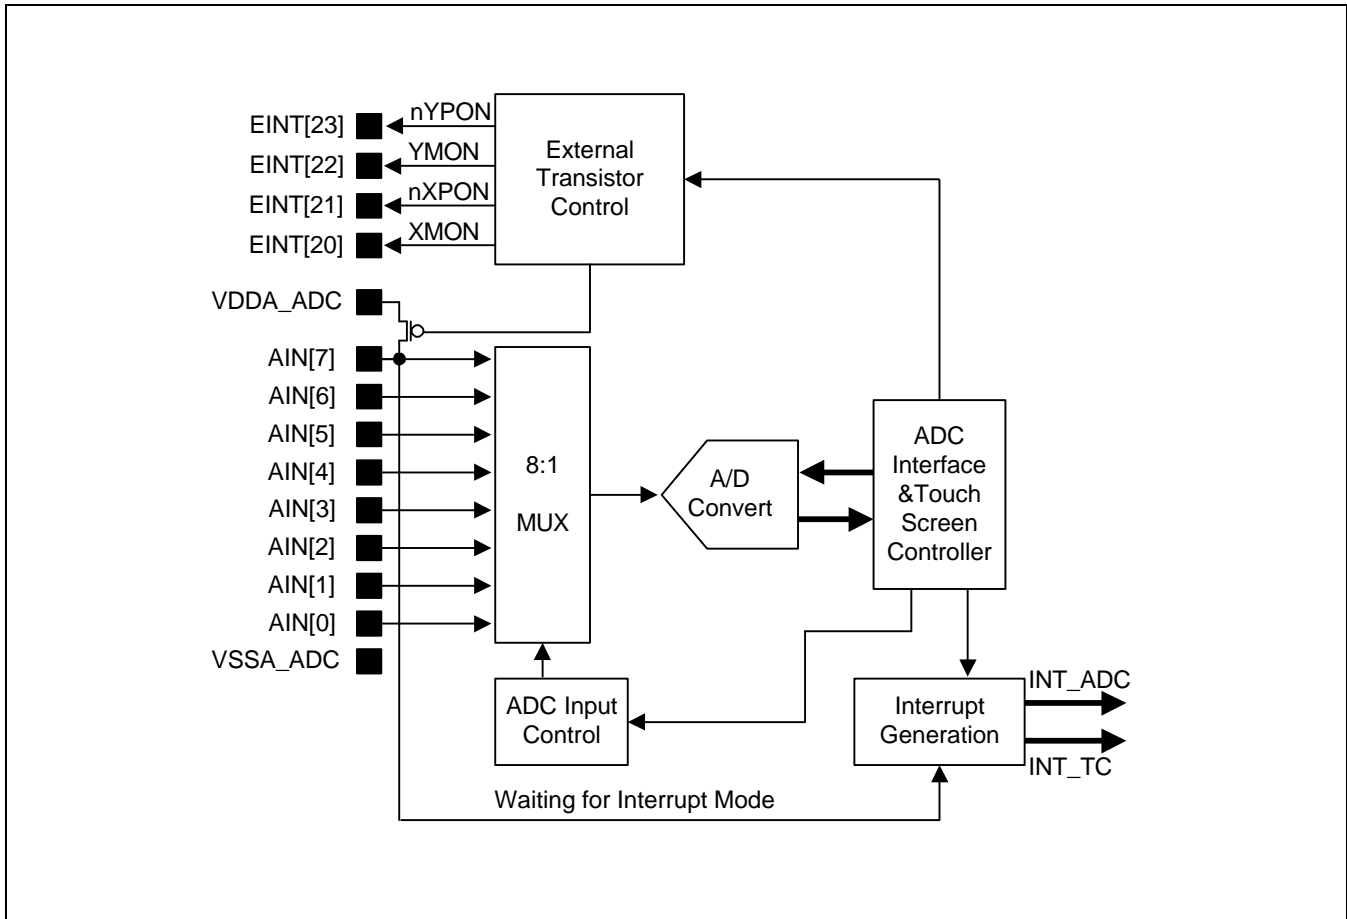 EINT[23]
nYPON
EINT[22]
YMON
EINT[21]
nXPON
EINT[20]
XMON
External
Transistor
Control
VDDA_ADC
AIN[7]
AIN[6]
AIN[5]
AIN[4]
AIN[3]
AIN[2]
AIN[1]
AIN[0]
VSSA_ADC
8:1
MUX
A/D
Convert
ADC
Interface
&Touch
Screen
Controller
ADC Input
Control
Interrupt
Generation
INT_ADC
INT_TC
Waiting for Interrupt Mode